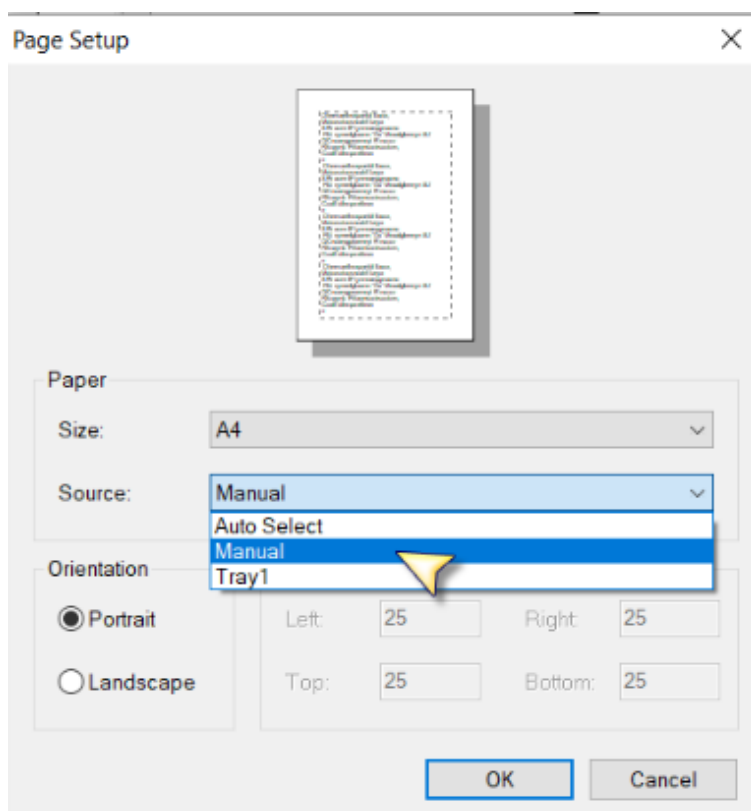 Page Setup
Paper
Size: A4
Source: Manual
Auto Select
Manual
Tray1
Orientation
Portrait Left: 25 Right: 25
Landscape Top: 25 Bottom: 25
OK Cancel